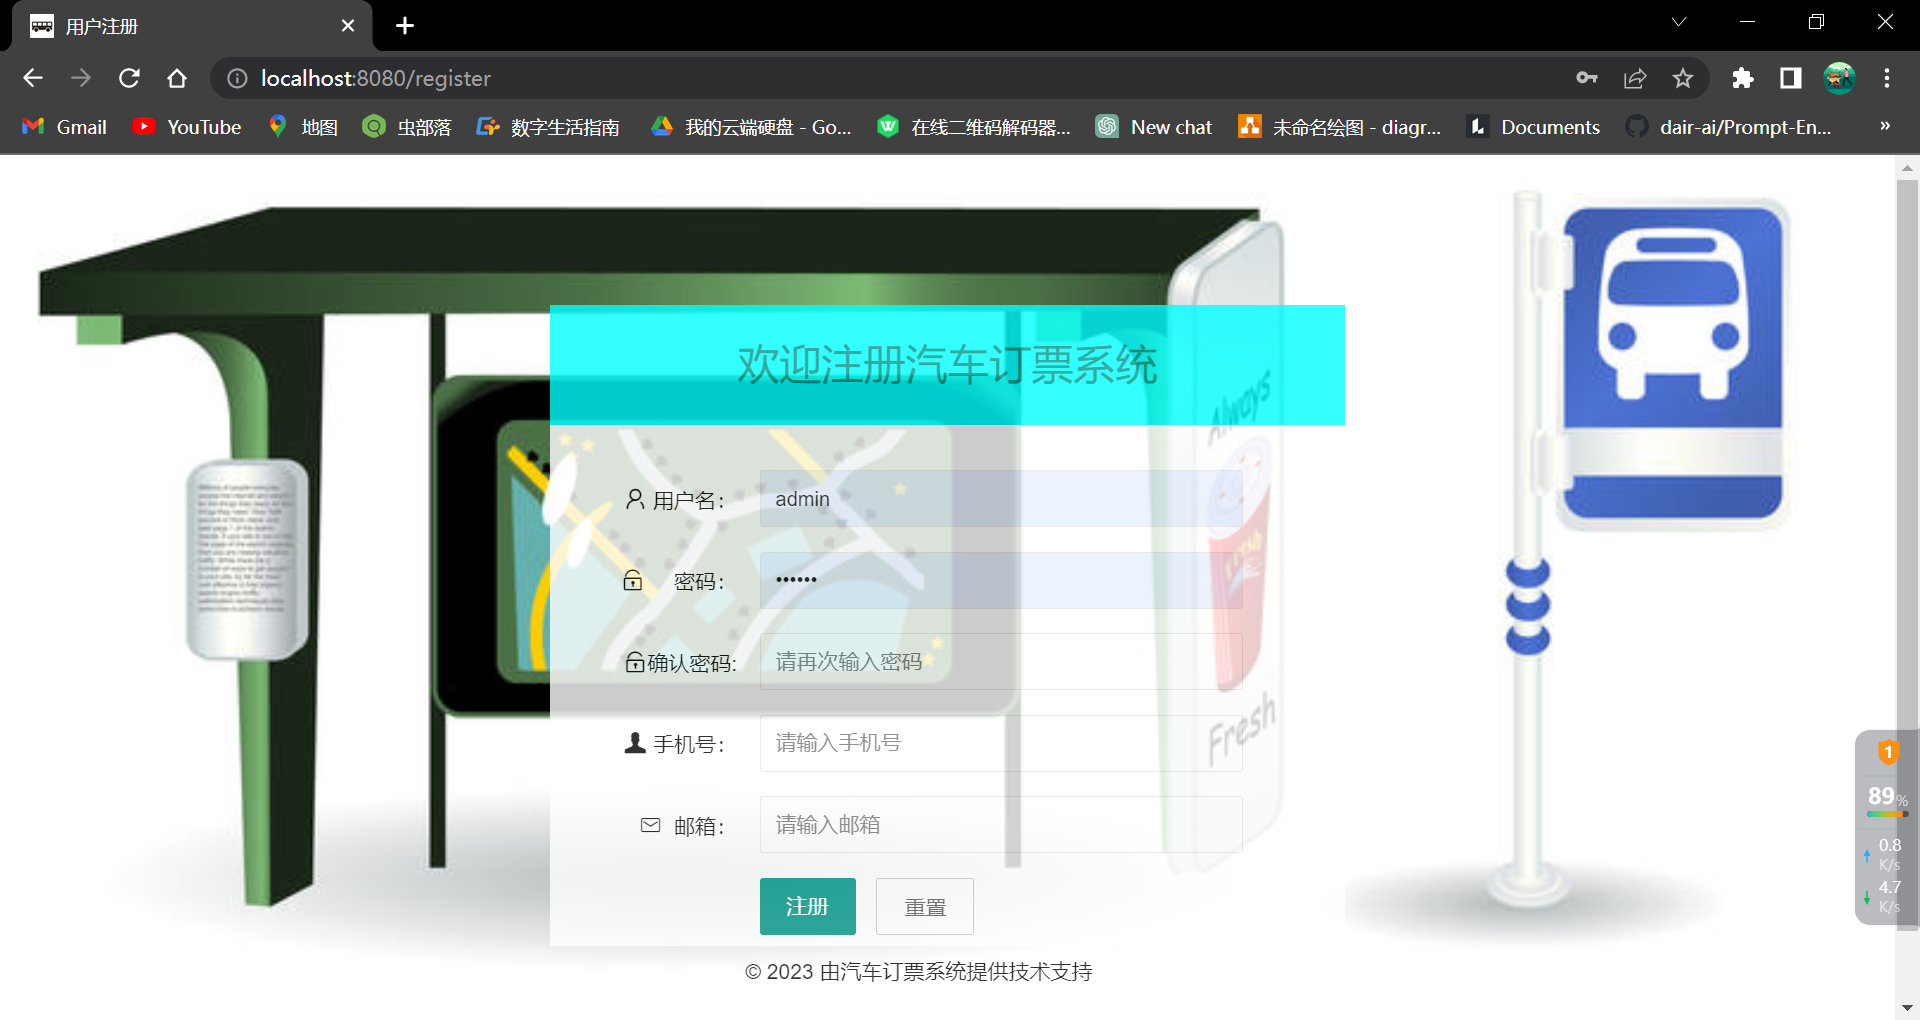 用户注册
localhost:8080/register
Gmail YouTube 地图 虫部落 数字生活指南 我的云端硬盘 - Go... 在线二维码解码器... New chat 未命名绘图 - diagr... Documents dair-ai/Prompt-En... »
欢迎注册汽车订票系统
Always
Fresh
用户名： admin
密码： ••••••
确认密码: 请再次输入密码
手机号： 请输入手机号
邮箱： 请输入邮箱
注册 重置
© 2023 由汽车订票系统提供技术支持
1
89%
0.8
K/s
4.7
K/s